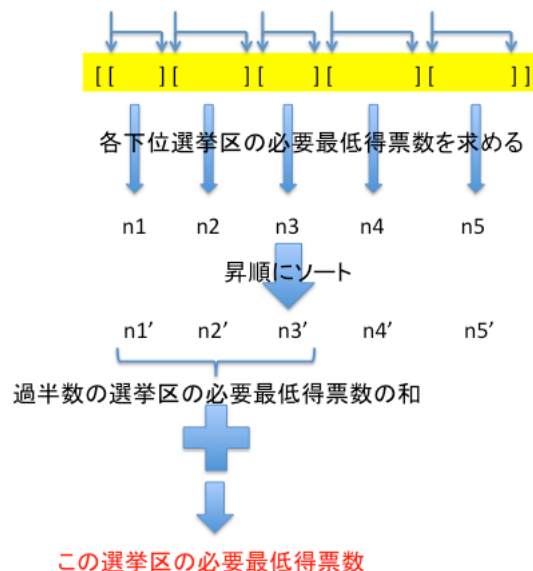 [ [ ] [ ] [ ] [ ] [ ] ]
各下位選挙区の必要最低得票数を求める
n1 n2 n3 n4 n5
昇順にソート
n1’ n2’ n3’ n4’ n5’
過半数の選挙区の必要最低得票数の和
この選挙区の必要最低得票数